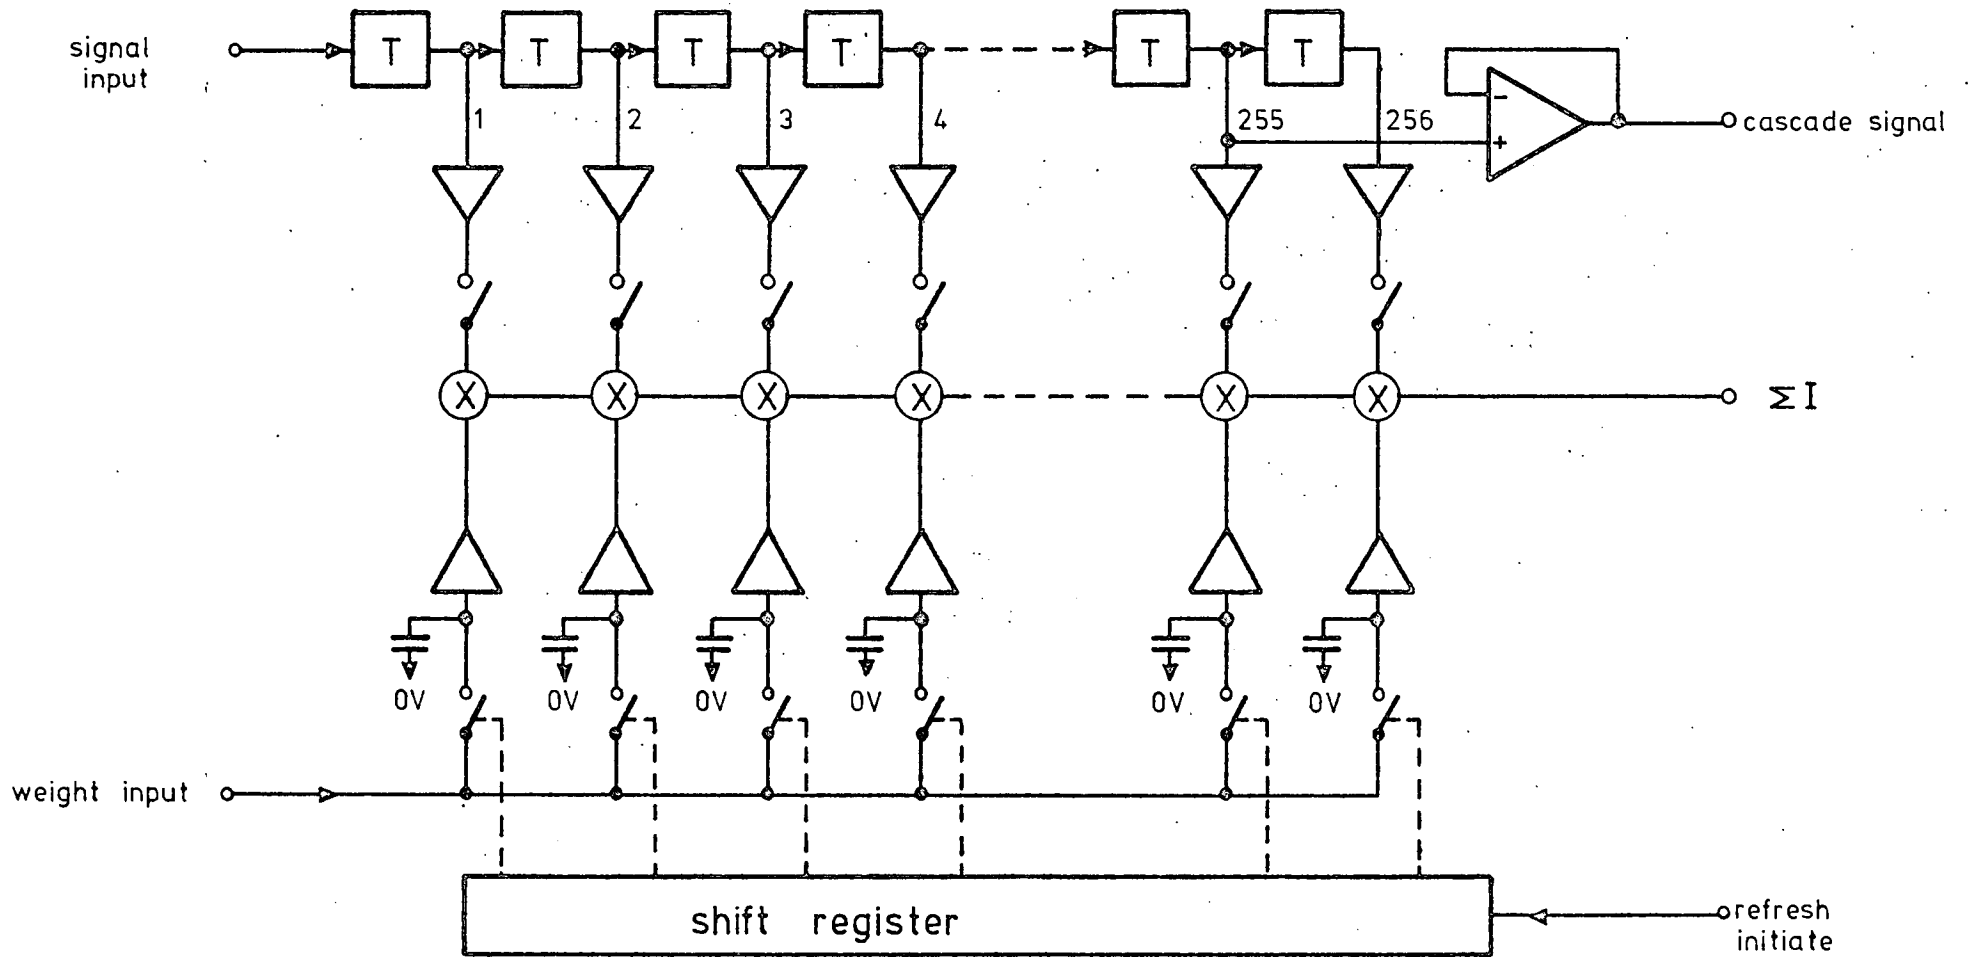 signal
input
T T T T T T
1 2 3 4 255 256
-
+
cascade signal
X X X X X X
ΣI
0V 0V 0V 0V 0V 0V
weight input
shift register
refresh
initiate